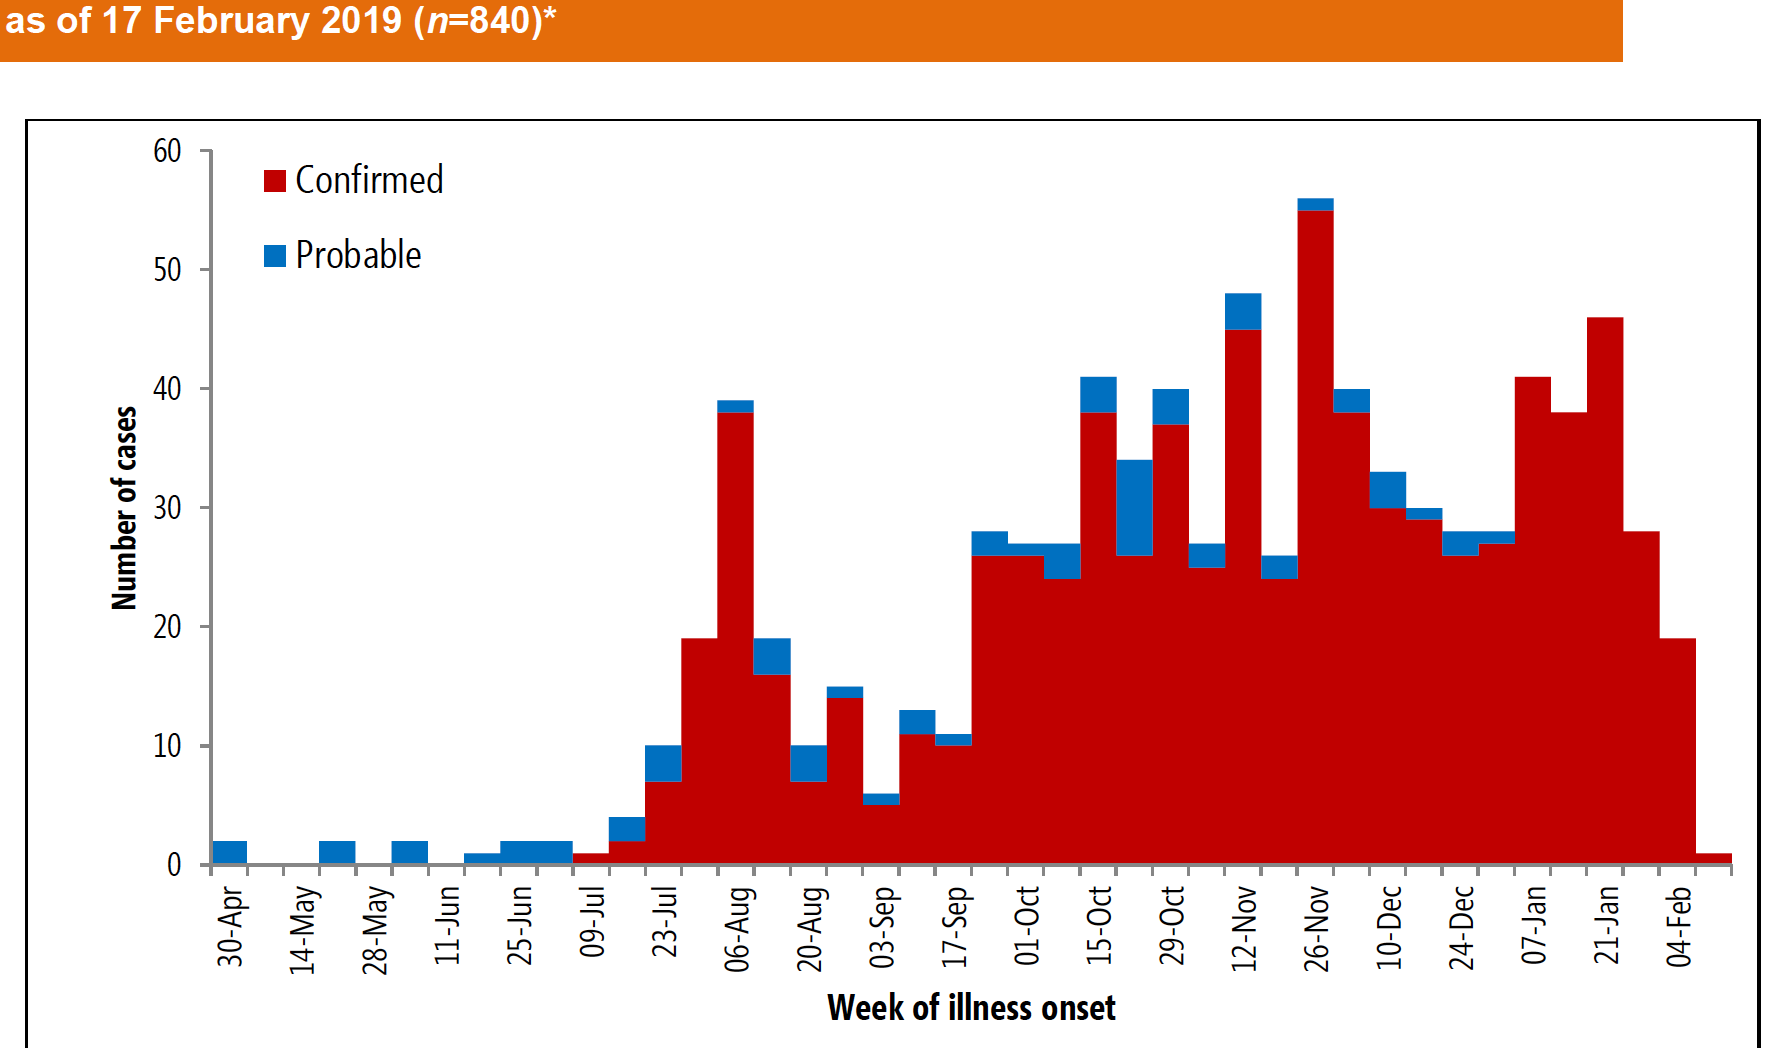 as of 17 February 2019 (n=840)*
60
Confirmed
Probable
50
40
30
20
10
0
Number of cases
30-Apr
14-May
28-May
11-Jun
25-Jun
09-Jul
23-Jul
06-Aug
20-Aug
03-Sep
17-Sep
01-Oct
15-Oct
29-Oct
12-Nov
26-Nov
10-Dec
24-Dec
07-Jan
21-Jan
04-Feb
Week of illness onset